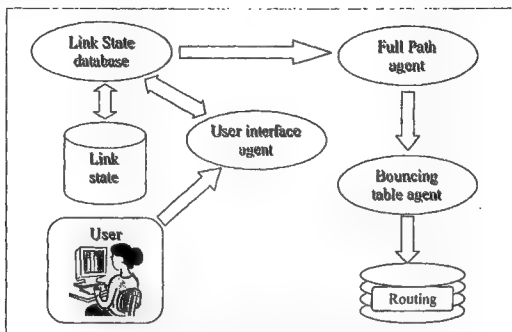 Link State
database
Full Path
agent
User interface
agent
Link
state
Bouncing
table agent
User
Routing